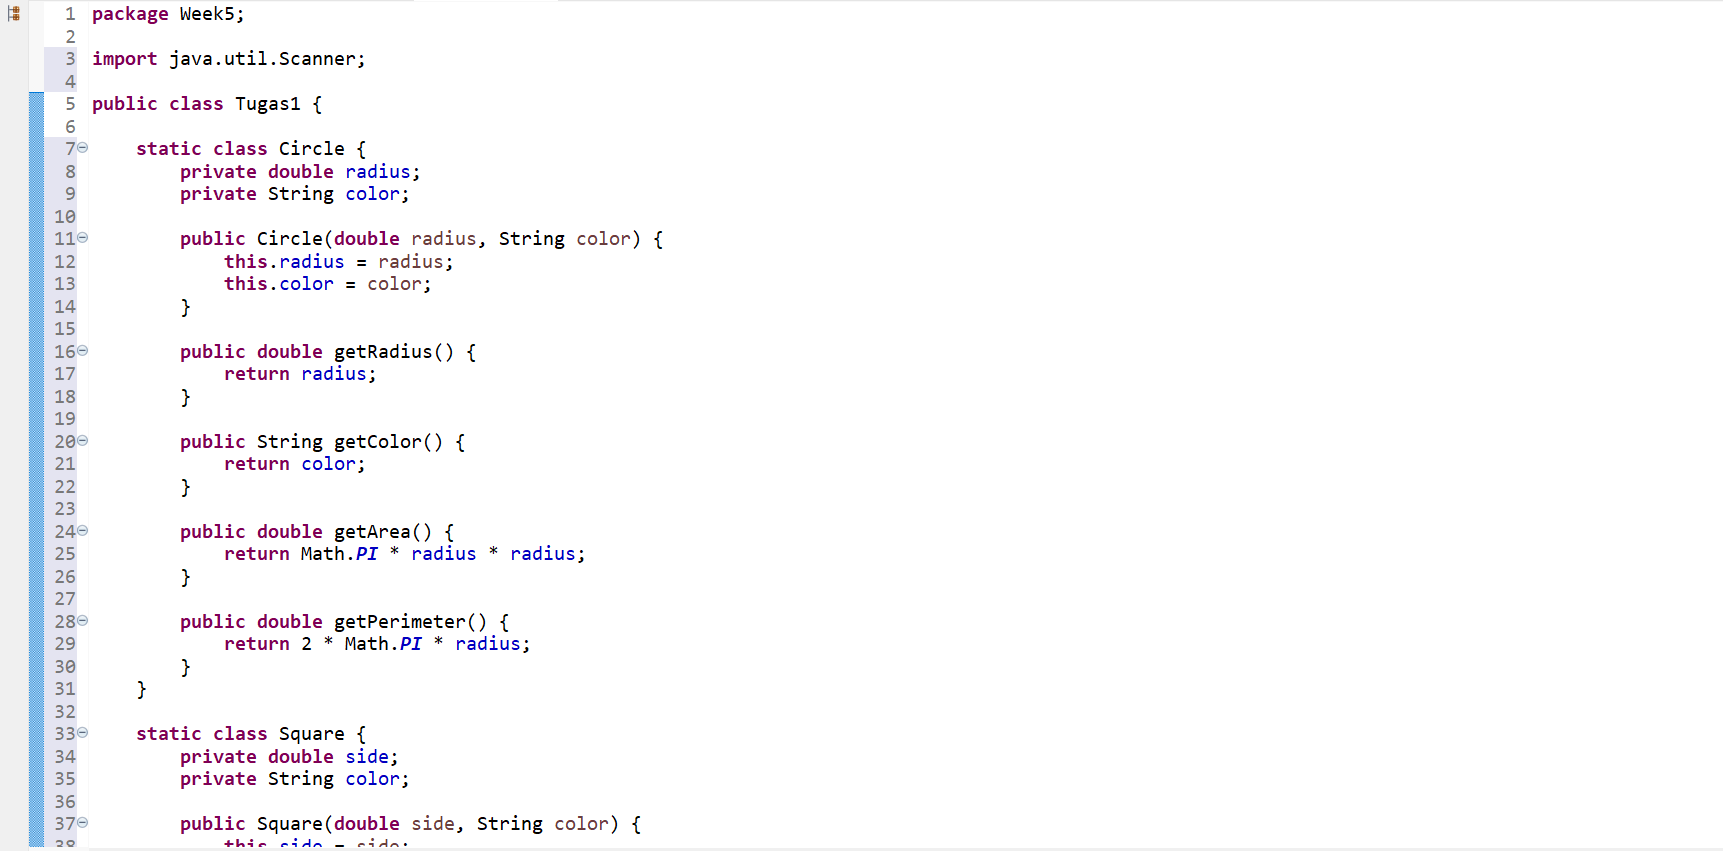 1 package Week5;
2
3 import java.util.Scanner;
4
5 public class Tugas1 {
6
7     static class Circle {
8         private double radius;
9         private String color;
10
11         public Circle(double radius, String color) {
12             this.radius = radius;
13             this.color = color;
14         }
15
16         public double getRadius() {
17             return radius;
18         }
19
20         public String getColor() {
21             return color;
22         }
23
24         public double getArea() {
25             return Math.PI * radius * radius;
26         }
27
28         public double getPerimeter() {
29             return 2 * Math.PI * radius;
30         }
31     }
32
33     static class Square {
34         private double side;
35         private String color;
36
37         public Square(double side, String color) {
38             this.side = side;